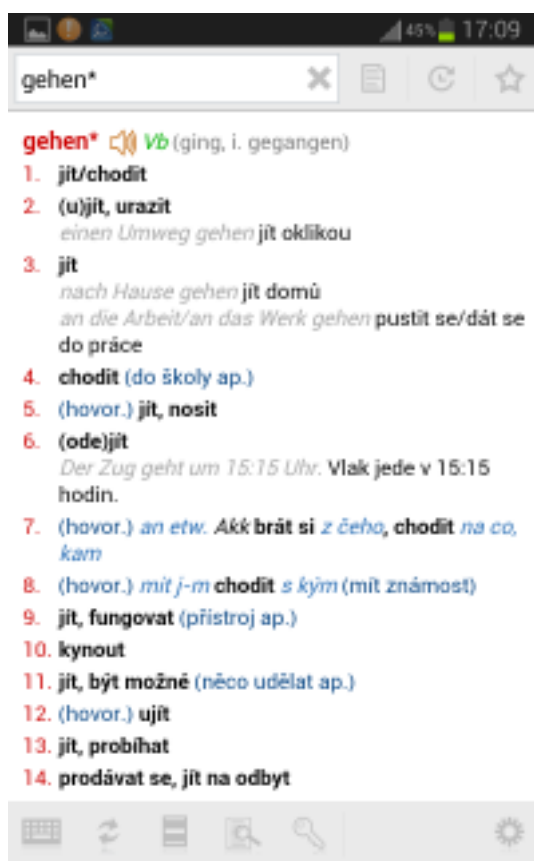 45% 17:09
gehen*
gehen* Vb (ging, i. gegangen)
1. jít/chodit
2. (u)jít, urazit
einen Umweg gehen jít oklikou
3. jít
nach Hause gehen jít domů
an die Arbeit/an das Werk gehen pustit se/dát se
do práce
4. chodit (do školy ap.)
5. (hovor.) jít, nosit
6. (ode)jít
Der Zug geht um 15:15 Uhr. Vlak jede v 15:15
hodin.
7. (hovor.) an etw. Akk brát si z čeho, chodit na co,
kam
8. (hovor.) mit j-m chodit s kým (mít známost)
9. jít, fungovat (přístroj ap.)
10. kynout
11. jít, být možné (něco udělat ap.)
12. (hovor.) ujít
13. jít, probíhat
14. prodávat se, jít na odbyt